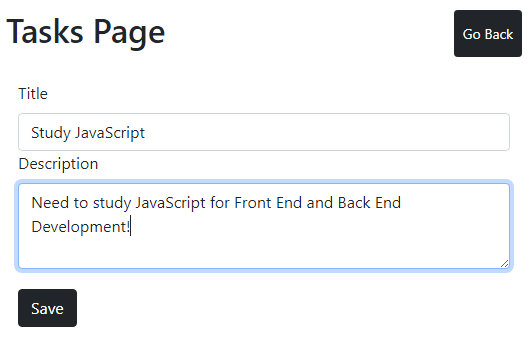 Tasks Page
Go Back
Title
Study JavaScript
Description
Need to study JavaScript for Front End and Back End
Development!
Save